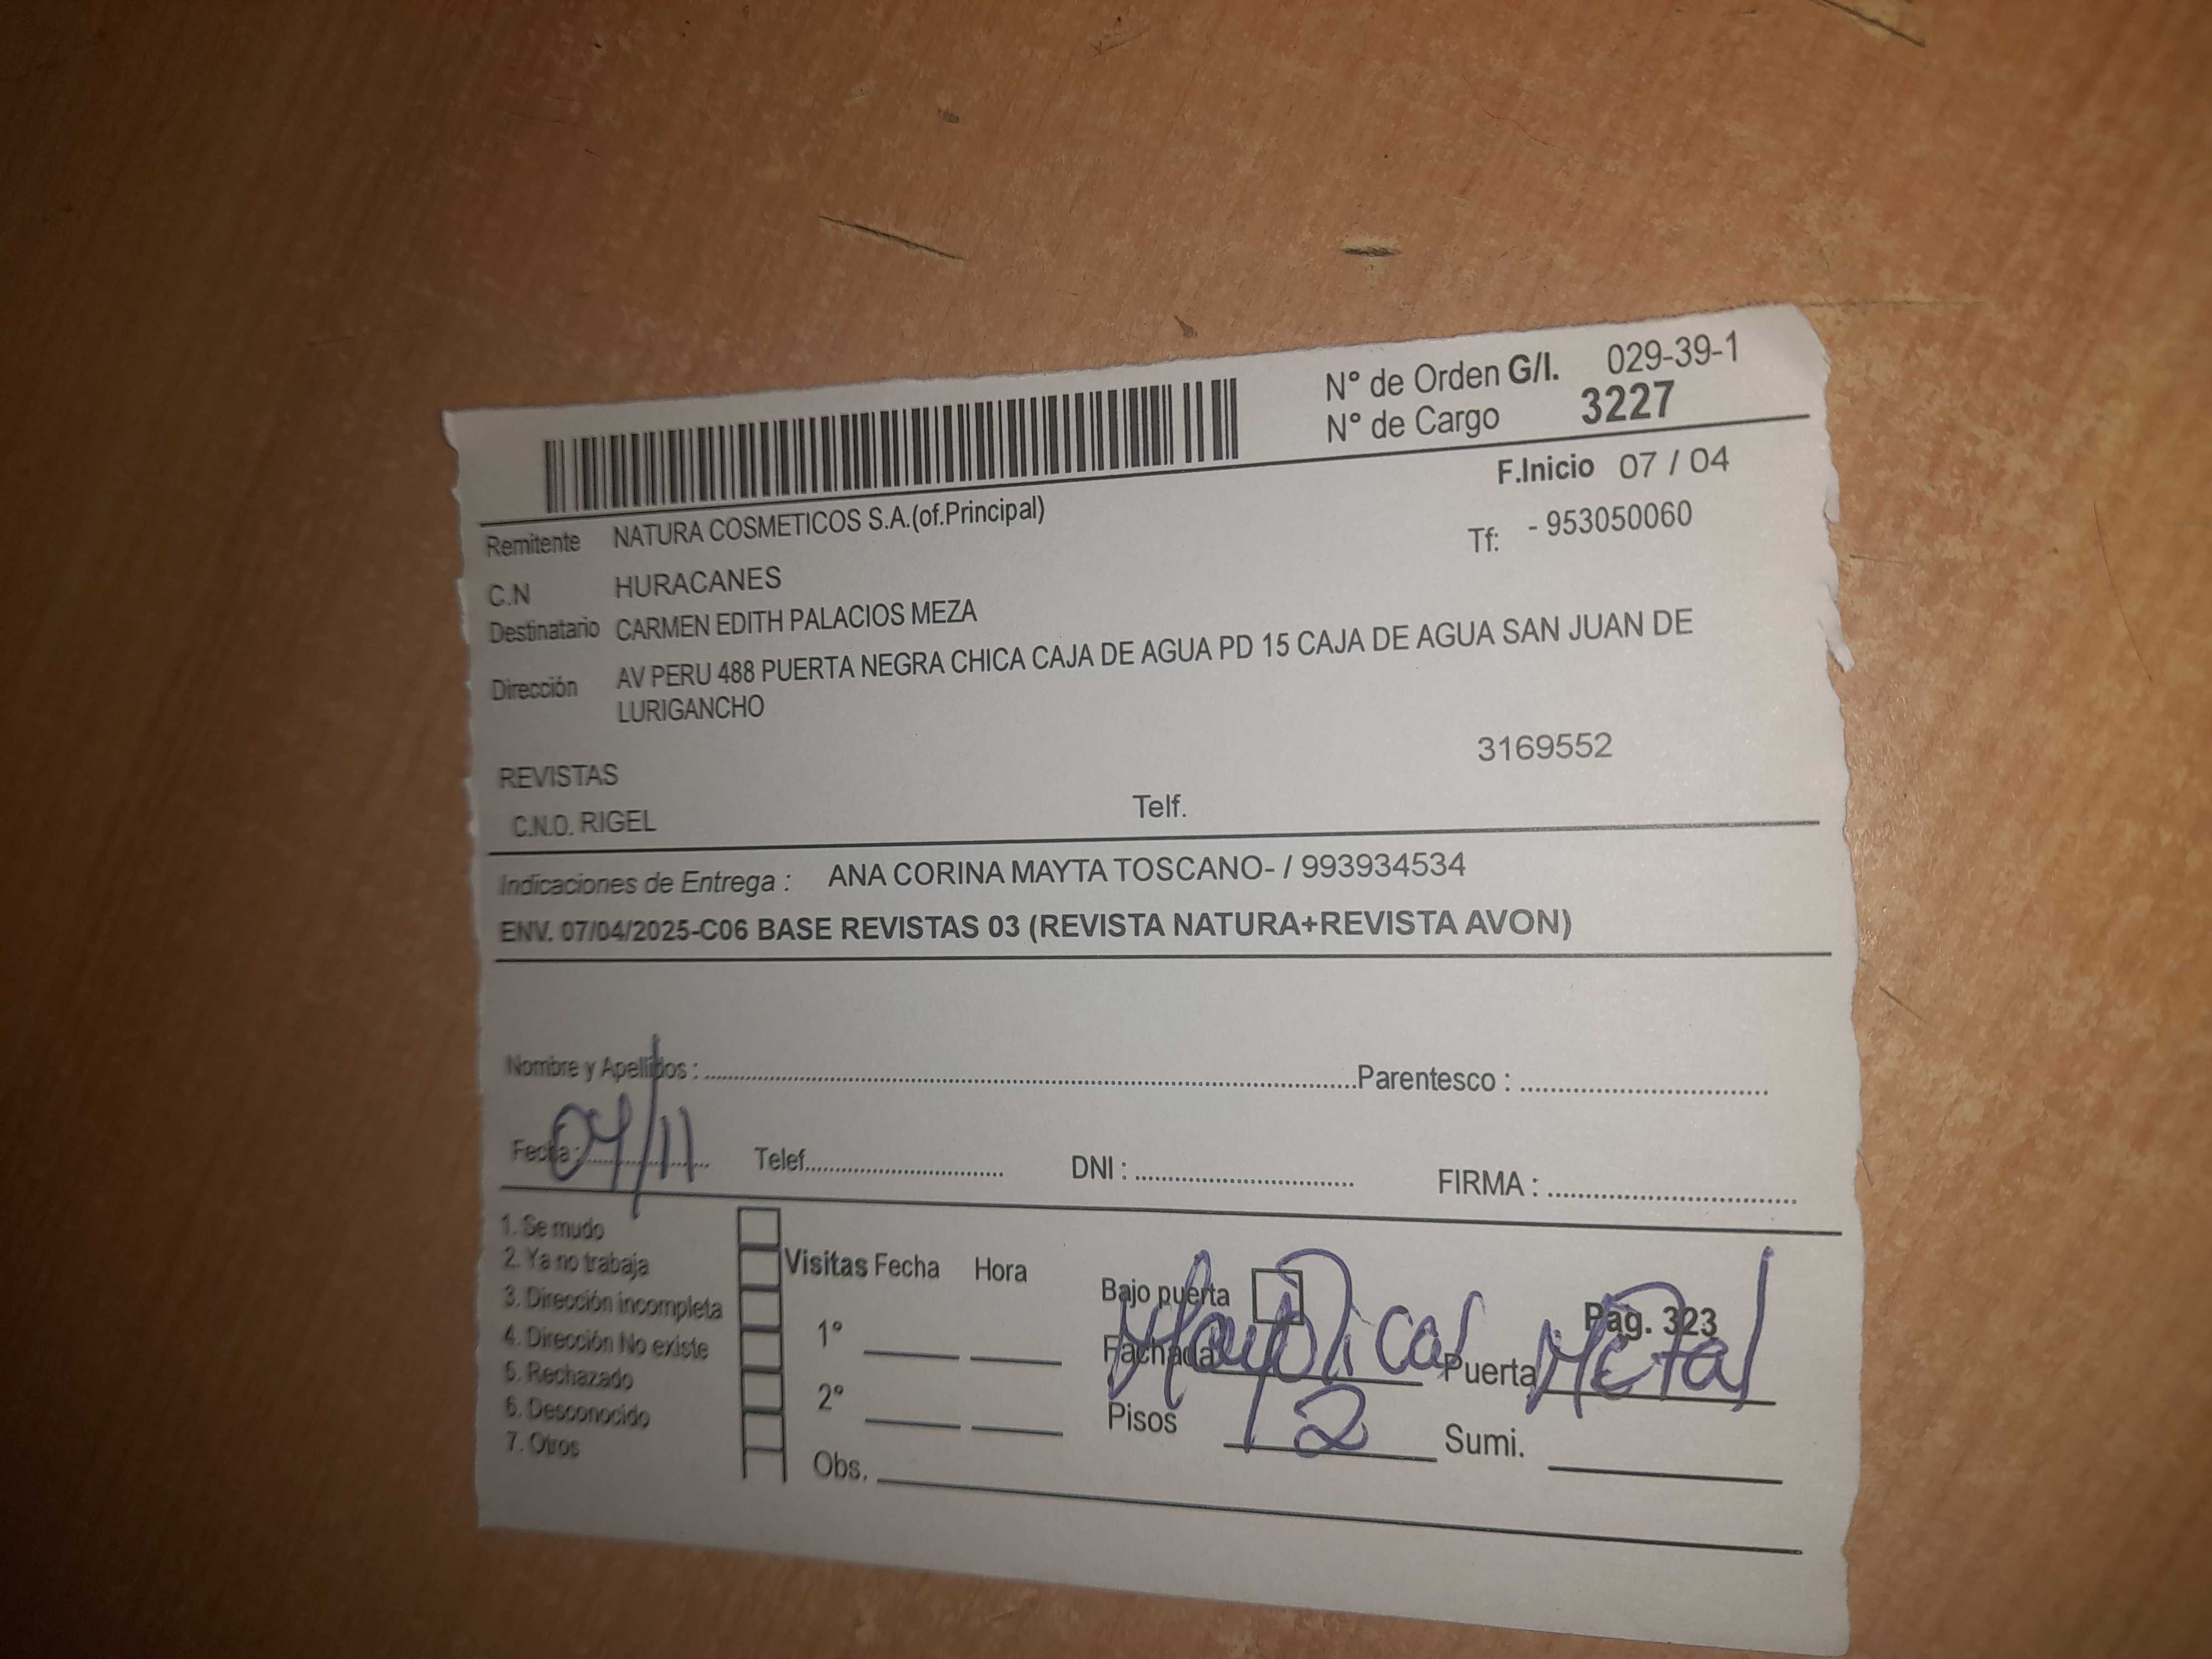 N° de Orden G/I. 029-39-1
N° de Cargo 3227
F.Inicio 07 / 04
Remitente NATURA COSMETICOS S.A.(of.Principal)
Tf: - 953050060
C.N HURACANES
Destinatario CARMEN EDITH PALACIOS MEZA
Dirección AV PERU 488 PUERTA NEGRA CHICA CAJA DE AGUA PD 15 CAJA DE AGUA SAN JUAN DE
LURIGANCHO
3169552
REVISTAS
C.N.O. RIGEL Telf.
Indicaciones de Entrega : ANA CORINA MAYTA TOSCANO- / 993934534
ENV. 07/04/2025-C06 BASE REVISTAS 03 (REVISTA NATURA+REVISTA AVON)
Nombre y Apellidos : Parentesco :
Fecha : 04/11 Telef. DNI : FIRMA :
1. Se mudo
2. Ya no trabaja
3. Dirección incompleta
4. Dirección No existe
5. Rechazado
6. Desconocido
7. Otros
Visitas Fecha Hora
1°
2°
Obs.
Bajo puerta
Pag. 323
Fachada Mayolica Puerta Metal
Pisos 2 Sumi.